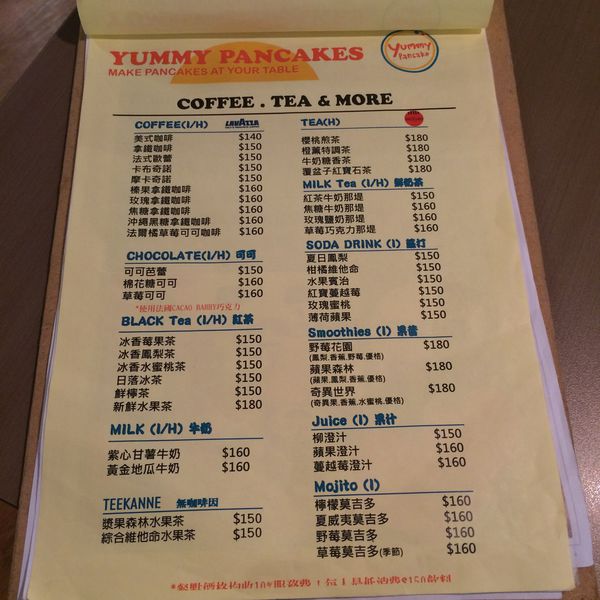 YUMMY PANCAKES
MAKE PANCAKES AT YOUR TABLE
Yummy
Pancake
COFFEE . TEA & MORE
COFFEE(I/H) LAVAZZA
美式咖啡 $140
拿鐵咖啡 $150
法式歐蕾 $150
卡布奇諾 $150
摩卡奇諾 $150
榛果拿鐵咖啡 $160
玫瑰拿鐵咖啡 $160
焦糖拿鐵咖啡 $160
沖繩黑糖拿鐵咖啡 $160
法爾橘草莓可可咖啡 $160
CHOCOLATE(I/H) 可可
可可芭蕾 $150
棉花糖可可 $160
草莓可可 $160
*使用法國CACAO BARRY巧克力
BLACK Tea (I/H) 紅茶
冰香莓果茶 $150
冰香鳳梨茶 $150
冰香水蜜桃茶 $150
日落冰茶 $150
鮮檸茶 $150
新鮮水果茶 $180
MILK (I/H) 牛奶
紫心甘薯牛奶 $160
黃金地瓜牛奶 $160
TEEKANNE 無咖啡因
漿果森林水果茶 $150
綜合維他命水果茶 $150
TEA(H)
櫻桃煎茶 $180
橙薰特調茶 $180
牛奶糖香茶 $180
覆盆子紅寶石茶 $180
MILK Tea (I/H) 鮮奶茶
紅茶牛奶那堤 $150
焦糖牛奶那堤 $160
玫瑰鹽奶那堤 $160
草莓巧克力那堤 $160
SODA DRINK (I) 蘇打
夏日鳳梨 $150
柑橘維他命 $150
水果賓治 $150
紅寶蔓越莓 $150
玫瑰蜜桃 $150
薄荷蘋果 $150
Smoothies (I) 果昔
野莓花園 $180
(鳳梨,香蕉,野莓,優格)
蘋果森林 $180
(蘋果,鳳梨,香蕉,優格)
奇異世界 $180
(奇異果,香蕉,水蜜桃,優格)
Juice (I) 果汁
柳澄汁 $150
蘋果澄汁 $160
蔓越莓澄汁 $160
Mojito (I)
檸檬莫吉多 $160
夏威夷莫吉多 $160
野莓莫吉多 $160
草莓莫吉多(季節) $160